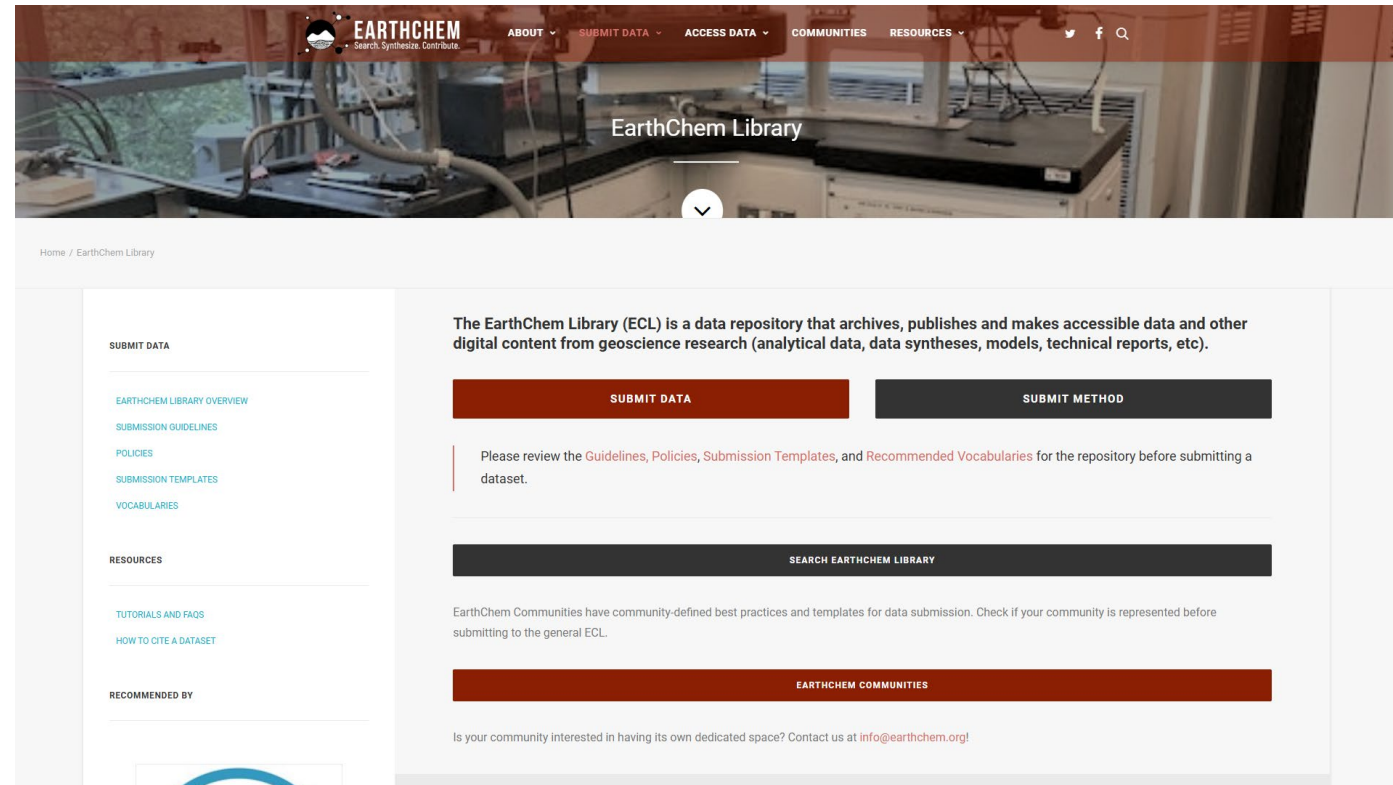 EARTHCHEM
Search. Synthesize. Contribute.
ABOUT
SUBMIT DATA
ACCESS DATA
COMMUNITIES
RESOURCES
EarthChem Library
Home / EarthChem Library
SUBMIT DATA
EARTHCHEM LIBRARY OVERVIEW
SUBMISSION GUIDELINES
POLICIES
SUBMISSION TEMPLATES
VOCABULARIES
RESOURCES
TUTORIALS AND FAQS
HOW TO CITE A DATASET
RECOMMENDED BY
The EarthChem Library (ECL) is a data repository that archives, publishes and makes accessible data and other
digital content from geoscience research (analytical data, data syntheses, models, technical reports, etc).
SUBMIT DATA
SUBMIT METHOD
Please review the Guidelines, Policies, Submission Templates, and Recommended Vocabularies for the repository before submitting a
dataset.
SEARCH EARTHCHEM LIBRARY
EarthChem Communities have community-defined best practices and templates for data submission. Check if your community is represented before
submitting to the general ECL.
EARTHCHEM COMMUNITIES
Is your community interested in having its own dedicated space? Contact us at info@earthchem.org!